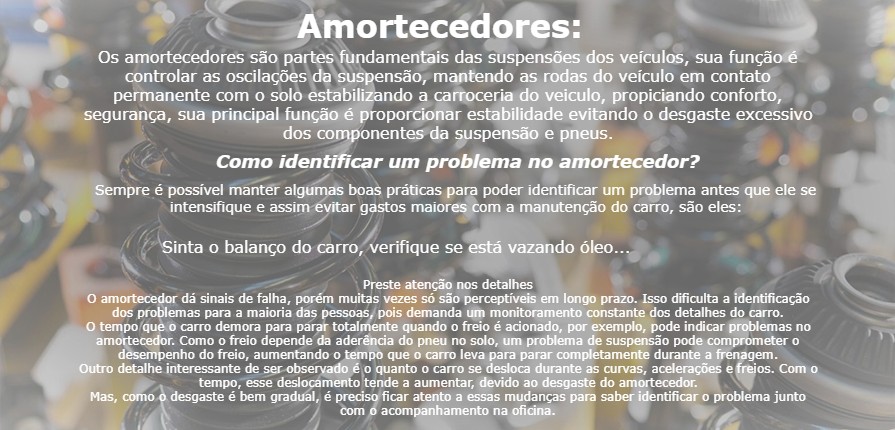 Amortecedores:
Os amortecedores são partes fundamentais das suspensões dos veículos, sua função é
controlar as oscilações da suspensão, mantendo as rodas do veículo em contato
permanente com o solo estabilizando a carroceria do veiculo, propiciando conforto,
segurança, sua principal função é proporcionar estabilidade evitando o desgaste excessivo
dos componentes da suspensão e pneus.
Como identificar um problema no amortecedor?
Sempre é possível manter algumas boas práticas para poder identificar um problema antes que ele se
intensifique e assim evitar gastos maiores com a manutenção do carro, são eles:
Sinta o balanço do carro, verifique se está vazando óleo...
Preste atenção nos detalhes
O amortecedor dá sinais de falha, porém muitas vezes só são perceptíveis em longo prazo. Isso dificulta a identificação
dos problemas para a maioria das pessoas, pois demanda um monitoramento constante dos detalhes do carro.
O tempo que o carro demora para parar totalmente quando o freio é acionado, por exemplo, pode indicar problemas no
amortecedor. Como o freio depende da aderência do pneu no solo, um problema de suspensão pode comprometer o
desempenho do freio, aumentando o tempo que o carro leva para parar completamente durante a frenagem.
Outro detalhe interessante de ser observado é o quanto o carro se desloca durante as curvas, acelerações e freios. Com o
tempo, esse deslocamento tende a aumentar, devido ao desgaste do amortecedor.
Mas, como o desgaste é bem gradual, é preciso ficar atento a essas mudanças para saber identificar o problema junto
com o acompanhamento na oficina.